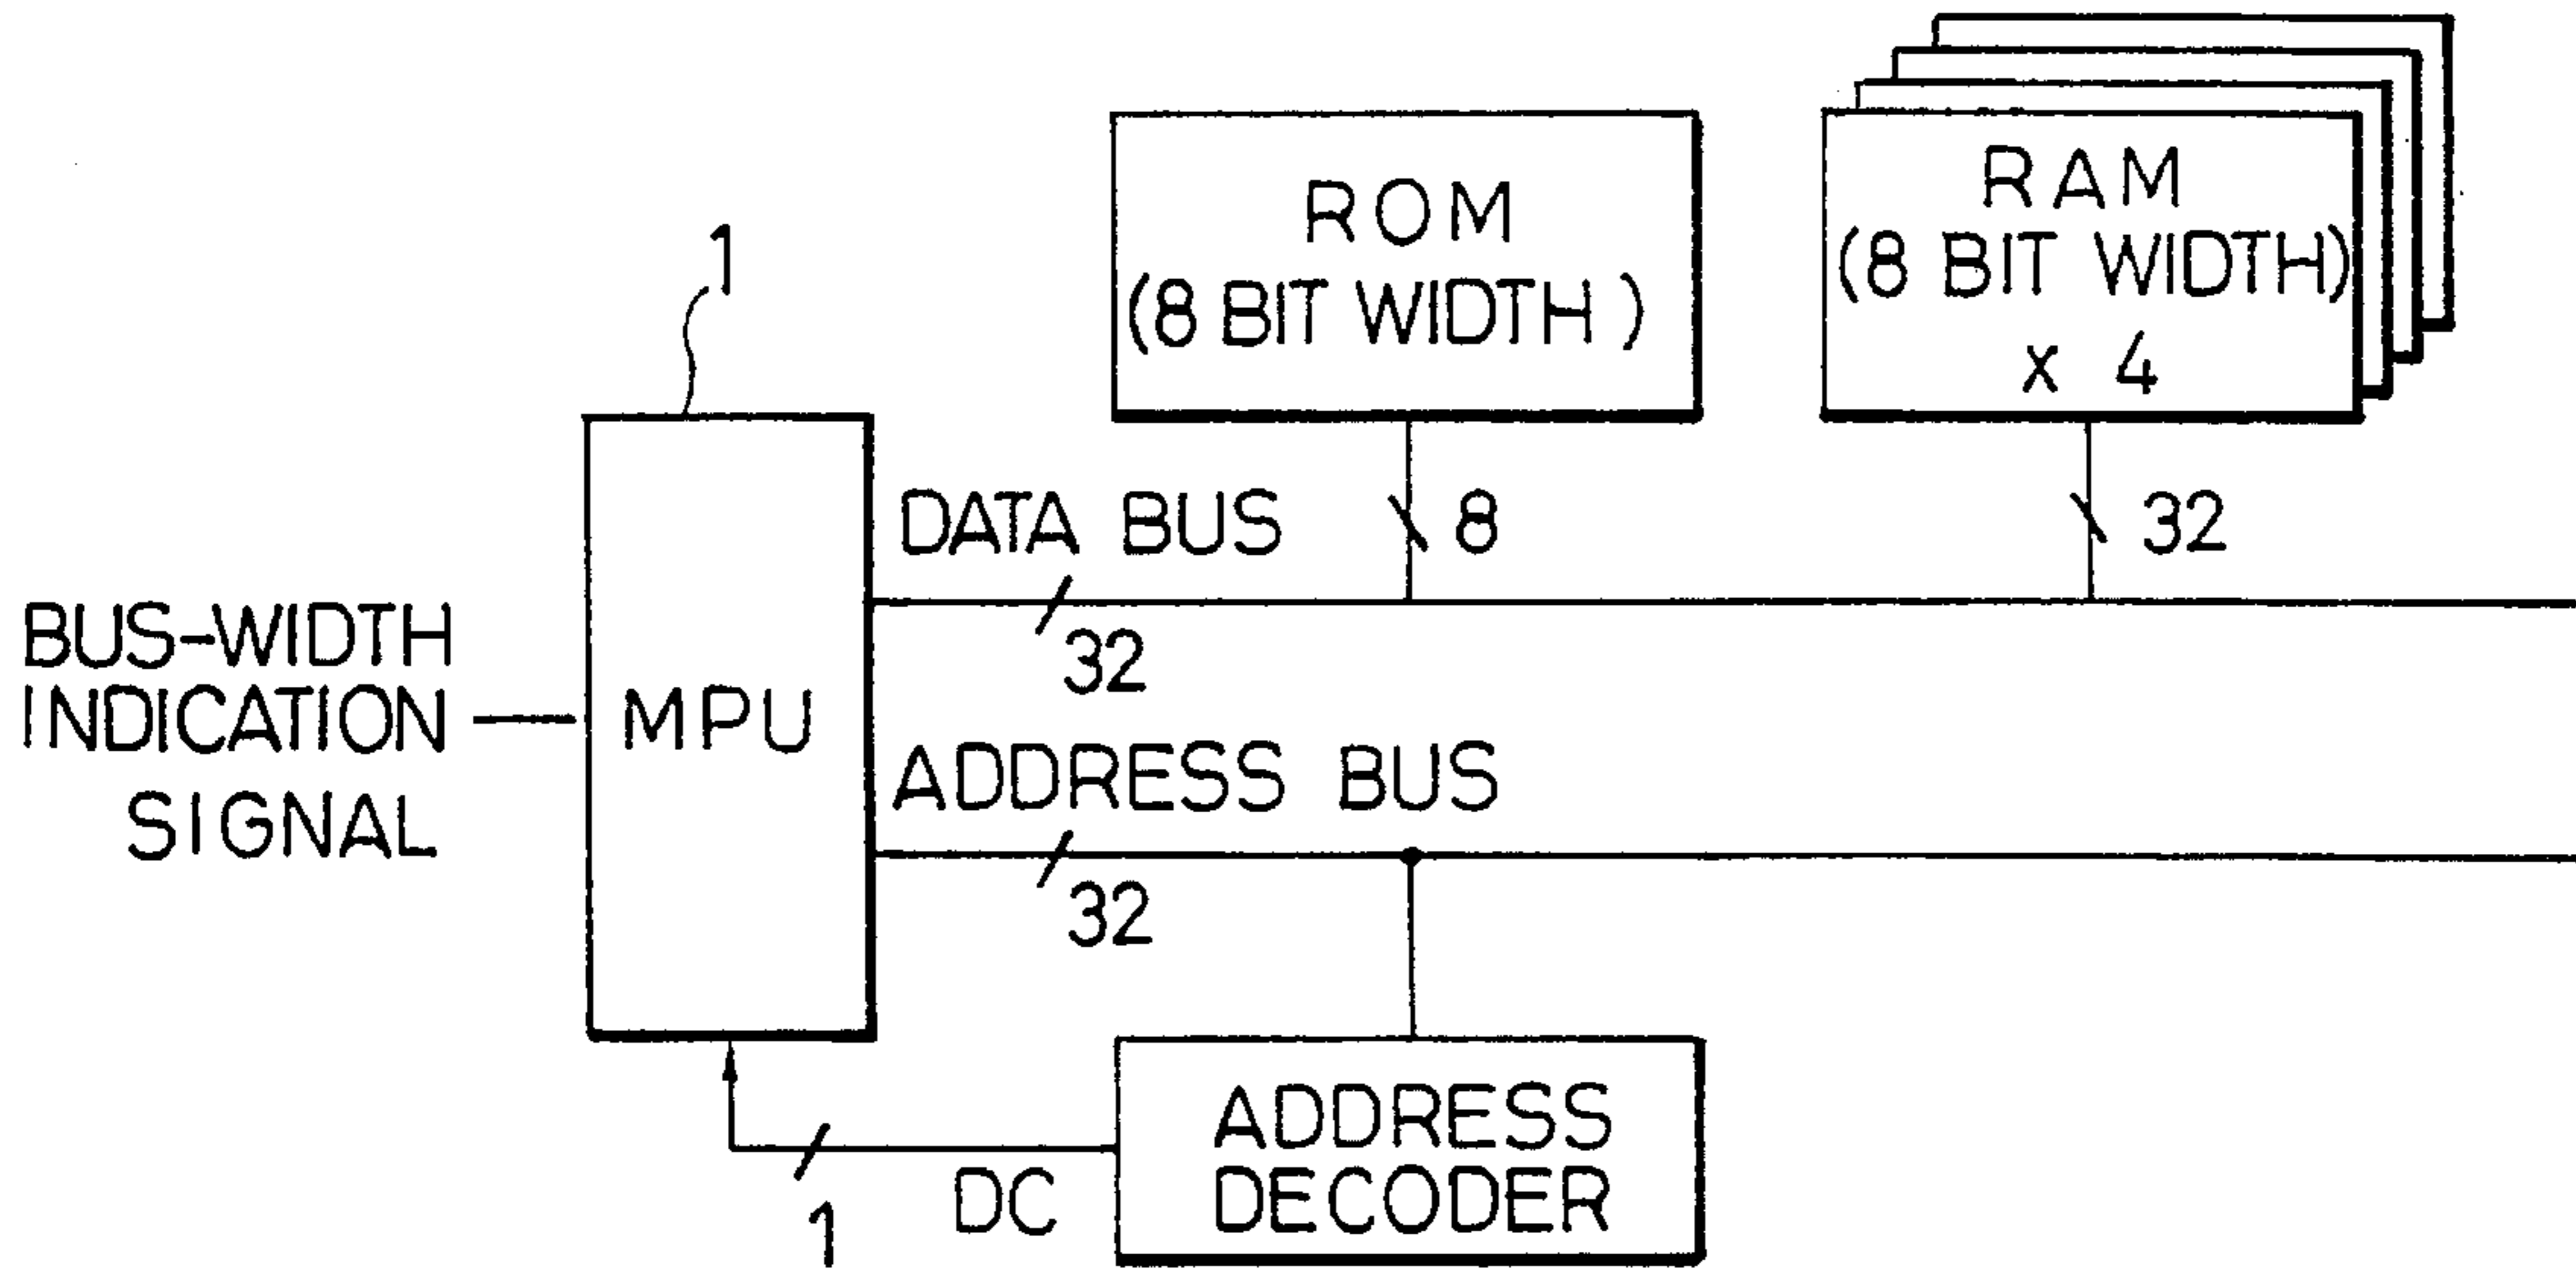 ROM
(8 BIT WIDTH)
RAM
(8 BIT WIDTH)
x 4
1
DATA BUS
8
32
32
BUS-WIDTH
INDICATION
SIGNAL
MPU
ADDRESS BUS
32
ADDRESS
DECODER
DC
1